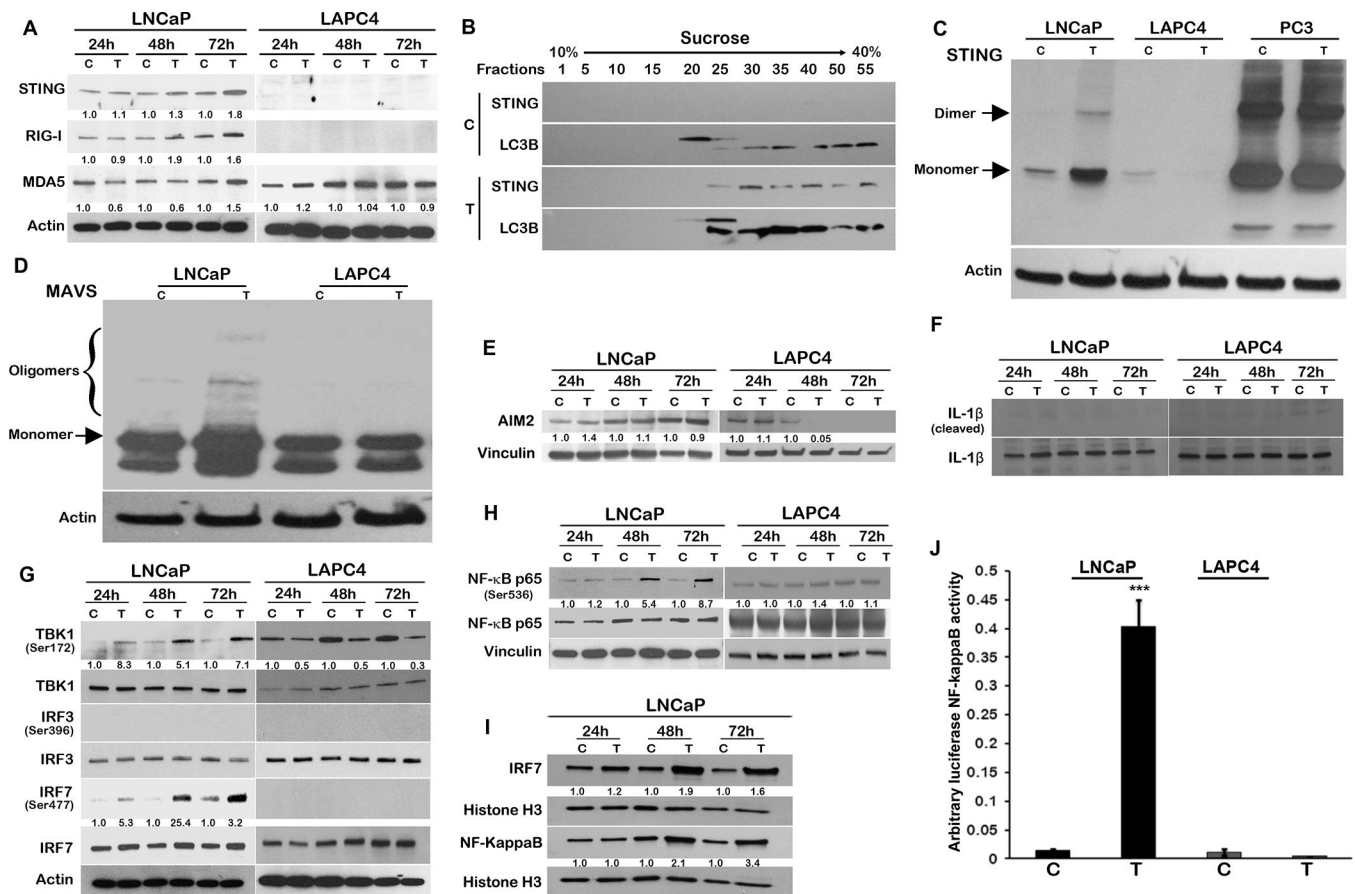 A
LNCaP LAPC4
24h 48h 72h 24h 48h 72h
C T C T C T C T C T C T
STING
1.0 1.1 1.0 1.3 1.0 1.8
RIG-I
1.0 0.9 1.0 1.9 1.0 1.6
MDA5
1.0 0.6 1.0 0.6 1.0 1.5 1.0 1.2 1.0 1.04 1.0 0.9
Actin
B
Sucrose
10% 40%
Fractions 1 5 10 15 20 25 30 35 40 50 55
C
STING
LC3B
T
STING
LC3B
C
LNCaP LAPC4 PC3
STING C T C T C T
Dimer
Monomer
Actin
D
LNCaP LAPC4
MAVS C T C T
Oligomers
Monomer
Actin
E
LNCaP LAPC4
24h 48h 72h 24h 48h 72h
C T C T C T C T C T C T
AIM2
1.0 1.4 1.0 1.1 1.0 0.9 1.0 1.1 1.0 0.05
Vinculin
F
LNCaP LAPC4
24h 48h 72h 24h 48h 72h
C T C T C T C T C T C T
IL-1β
(cleaved)
IL-1β
G
LNCaP LAPC4
24h 48h 72h 24h 48h 72h
C T C T C T C T C T C T
TBK1
(Ser172)
1.0 8.3 1.0 5.1 1.0 7.1 1.0 0.5 1.0 0.5 1.0 0.3
TBK1
IRF3
(Ser396)
IRF3
IRF7
(Ser477)
1.0 5.3 1.0 25.4 1.0 3.2
IRF7
Actin
H
LNCaP LAPC4
24h 48h 72h 24h 48h 72h
C T C T C T C T C T C T
NF-κB p65
(Ser536)
1.0 1.2 1.0 5.4 1.0 8.7 1.0 1.0 1.0 1.4 1.0 1.1
NF-κB p65
Vinculin
I
LNCaP
24h 48h 72h
C T C T C T
IRF7
1.0 1.2 1.0 1.9 1.0 1.6
Histone H3
NF-KappaB
1.0 1.0 1.0 2.1 1.0 3.4
Histone H3
J
LNCaP LAPC4
***
Arbitrary luciferase NF-kappaB activity
0.5
0.45
0.4
0.35
0.3
0.25
0.2
0.15
0.1
0.05
0
C T C T